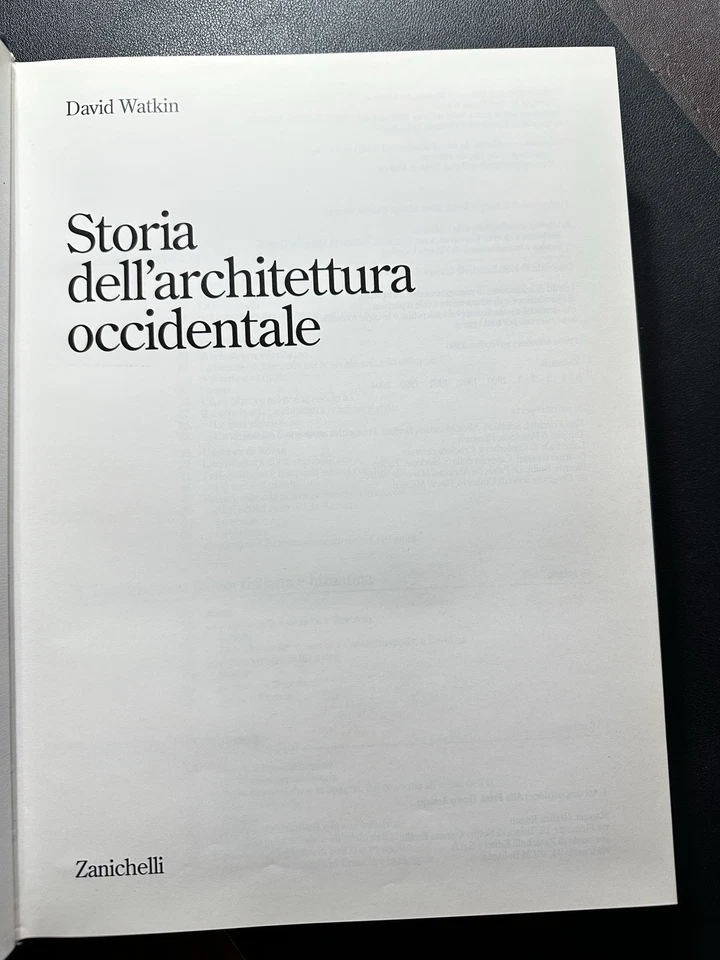 David Watkin
Storia
dell'architettura
occidentale
Zanichelli